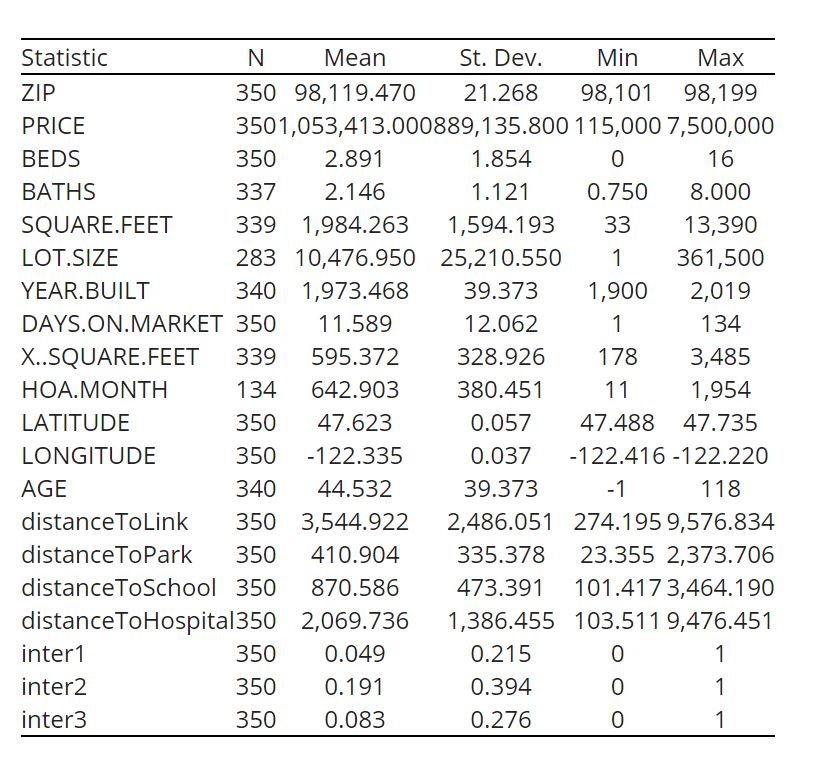 Statistic N Mean St. Dev. Min Max
ZIP 350 98,119.470 21.268 98,101 98,199
PRICE 350 1,053,413.000 889,135.800 115,000 7,500,000
BEDS 350 2.891 1.854 0 16
BATHS 337 2.146 1.121 0.750 8.000
SQUARE.FEET 339 1,984.263 1,594.193 33 13,390
LOT.SIZE 283 10,476.950 25,210.550 1 361,500
YEAR.BUILT 340 1,973.468 39.373 1,900 2,019
DAYS.ON.MARKET 350 11.589 12.062 1 134
X..SQUARE.FEET 339 595.372 328.926 178 3,485
HOA.MONTH 134 642.903 380.451 11 1,954
LATITUDE 350 47.623 0.057 47.488 47.735
LONGITUDE 350 -122.335 0.037 -122.416 -122.220
AGE 340 44.532 39.373 -1 118
distanceToLink 350 3,544.922 2,486.051 274.195 9,576.834
distanceToPark 350 410.904 335.378 23.355 2,373.706
distanceToSchool 350 870.586 473.391 101.417 3,464.190
distanceToHospital 350 2,069.736 1,386.455 103.511 9,476.451
inter1 350 0.049 0.215 0 1
inter2 350 0.191 0.394 0 1
inter3 350 0.083 0.276 0 1